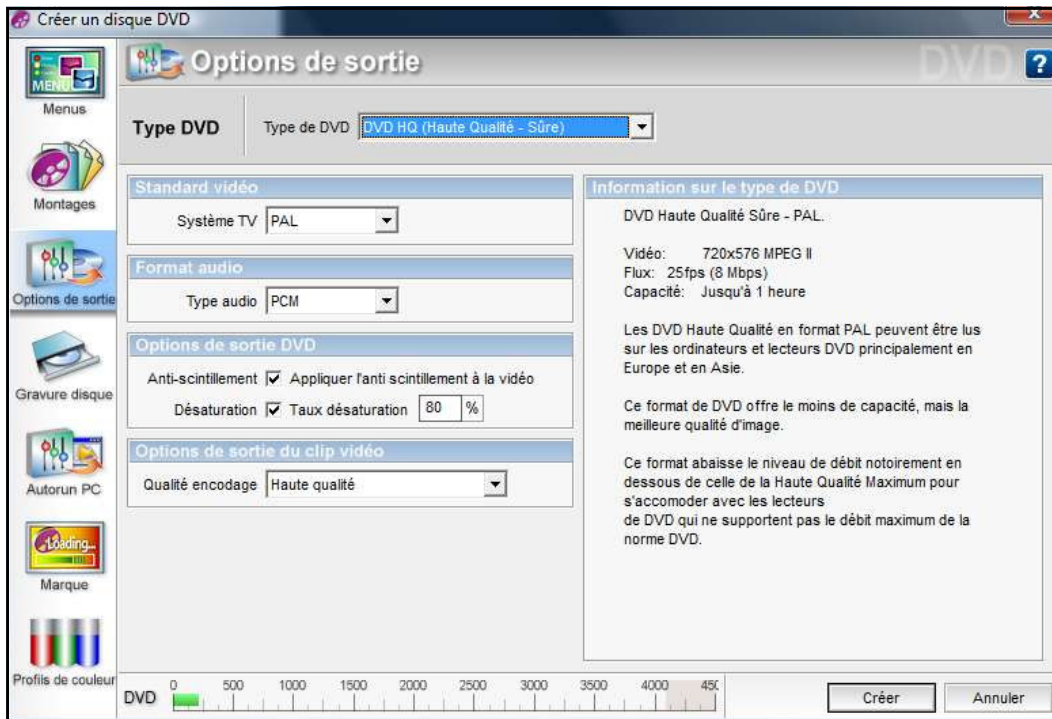 Créer un disque DVD
MENU
Menus
Montages
Options de sortie
Gravure disque
Autorun PC
Loading...
Marque
Profils de couleur
Options de sortie
DVD
?
Type DVD
Type de DVD DVD HQ (Haute Qualité - Sûre)
Standard vidéo
Système TV PAL
Format audio
Type audio PCM
Options de sortie DVD
Anti-scintillement Appliquer l'anti scintillement à la vidéo
Désaturation Taux désaturation 80 %
Options de sortie du clip vidéo
Qualité encodage Haute qualité
Information sur le type de DVD
DVD Haute Qualité Sûre - PAL.
Vidéo: 720x576 MPEG II
Flux: 25fps (8 Mbps)
Capacité: Jusqu'à 1 heure
Les DVD Haute Qualité en format PAL peuvent être lus
sur les ordinateurs et lecteurs DVD principalement en
Europe et en Asie.
Ce format de DVD offre le moins de capacité, mais la
meilleure qualité d'image.
Ce format abaisse le niveau de débit notoirement en
dessous de celle de la Haute Qualité Maximum pour
s'accomoder avec les lecteurs
de DVD qui ne supportent pas le débit maximum de la
norme DVD.
DVD 0 500 1000 1500 2000 2500 3000 3500 4000 450
Créer Annuler